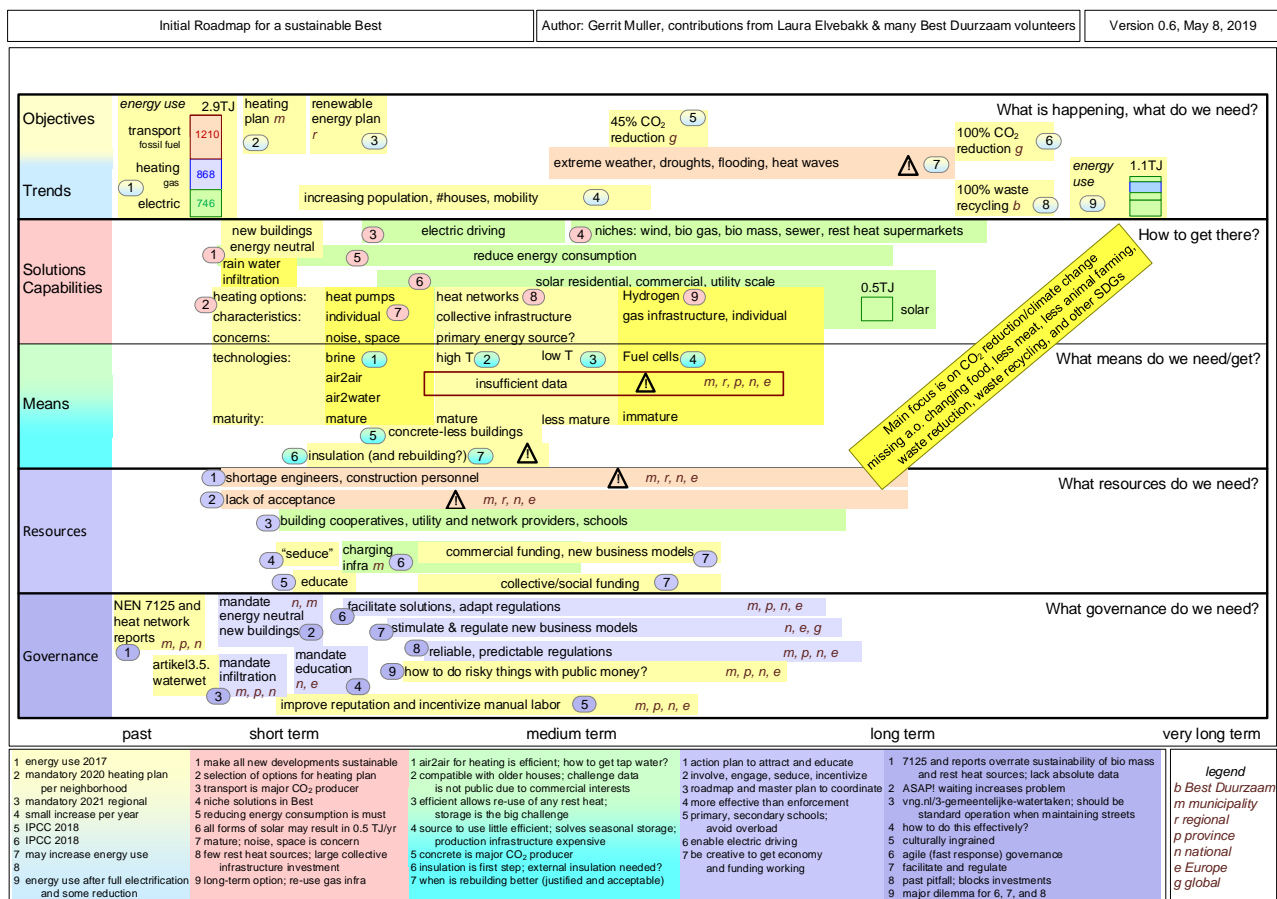 Initial Roadmap for a sustainable Best
Author: Gerrit Muller, contributions from Laura Elvebakk & many Best Duurzaam volunteers
Version 0.6, May 8, 2019
Objectives
Trends
What is happening, what do we need?
energy use
2.9TJ
transport
fossil fuel
1210
heating
gas
868
1
electric
746
heating
plan m
2
renewable
energy plan
r
3
45% CO2
reduction g
5
100% CO2
reduction g
6
extreme weather, droughts, flooding, heat waves
7
increasing population, #houses, mobility
4
100% waste
recycling b
8
energy
use
9
1.1TJ
Solutions
Capabilities
How to get there?
new buildings
energy neutral
1
rain water
infiltration
3
electric driving
4
niches: wind, bio gas, bio mass, sewer, rest heat supermarkets
5
reduce energy consumption
6
solar residential, commercial, utility scale
0.5TJ
solar
2
heating options:
heat pumps
heat networks
8
Hydrogen
9
characteristics:
individual
7
collective infrastructure
gas infrastructure, individual
concerns:
noise, space
primary energy source?
Main focus is on CO2 reduction/climate change
missing a.o. changing food, less meat, less animal farming,
waste reduction, waste recycling, and other SDGs
Means
What means do we need/get?
technologies:
brine
1
high T
2
low T
3
Fuel cells
4
air2air
insufficient data
m, r, p, n, e
air2water
maturity:
mature
mature
less mature
immature
5
concrete-less buildings
6
insulation (and rebuilding?)
7
Resources
What resources do we need?
1
shortage engineers, construction personnel
m, r, n, e
2
lack of acceptance
m, r, n, e
3
building cooperatives, utility and network providers, schools
4
“seduce”
charging
infra m
6
commercial funding, new business models
7
5
educate
collective/social funding
7
Governance
What governance do we need?
NEN 7125 and
heat network
reports
m, p, n
1
mandate
n, m
energy neutral
new buildings
2
6
facilitate solutions, adapt regulations
m, p, n, e
7
stimulate & regulate new business models
n, e, g
8
reliable, predictable regulations
m, p, n, e
9
how to do risky things with public money?
m, p, n, e
artikel3.5.
waterwet
mandate
infiltration
3
m, p, n
mandate
education
n, e
4
improve reputation and incentivize manual labor
5
m, p, n, e
past
short term
medium term
long term
very long term
1 energy use 2017
2 mandatory 2020 heating plan
per neighborhood
3 mandatory 2021 regional
4 small increase per year
5 IPCC 2018
6 IPCC 2018
7 may increase energy use
8
9 energy use after full electrification
and some reduction
1 make all new developments sustainable
2 selection of options for heating plan
3 transport is major CO2 producer
4 niche solutions in Best
5 reducing energy consumption is must
6 all forms of solar may result in 0.5 TJ/yr
7 mature; noise, space is concern
8 few rest heat sources; large collective
infrastructure investment
9 long-term option; re-use gas infra
1 air2air for heating is efficient; how to get tap water?
2 compatible with older houses; challenge data
is not public due to commercial interests
3 efficient allows re-use of any rest heat;
storage is the big challenge
4 source to use little efficient; solves seasonal storage;
production infrastructure expensive
5 concrete is major CO2 producer
6 insulation is first step; external insulation needed?
7 when is rebuilding better (justified and acceptable)
1 action plan to attract and educate
2 involve, engage, seduce, incentivize
3 roadmap and master plan to coordinate
4 more effective than enforcement
5 primary, secondary schools;
avoid overload
6 enable electric driving
7 be creative to get economy
and funding working
1 7125 and reports overrate sustainability of bio mass
and rest heat sources; lack absolute data
2 ASAP! waiting increases problem
3 vng.nl/3-gemeentelijke-watertaken; should be
standard operation when maintaining streets
4 how to do this effectively?
5 culturally ingrained
6 agile (fast response) governance
7 facilitate and regulate
8 past pitfall; blocks investments
9 major dilemma for 6, 7, and 8
legend
b Best Duurzaam
m municipality
r regional
p province
n national
e Europe
g global